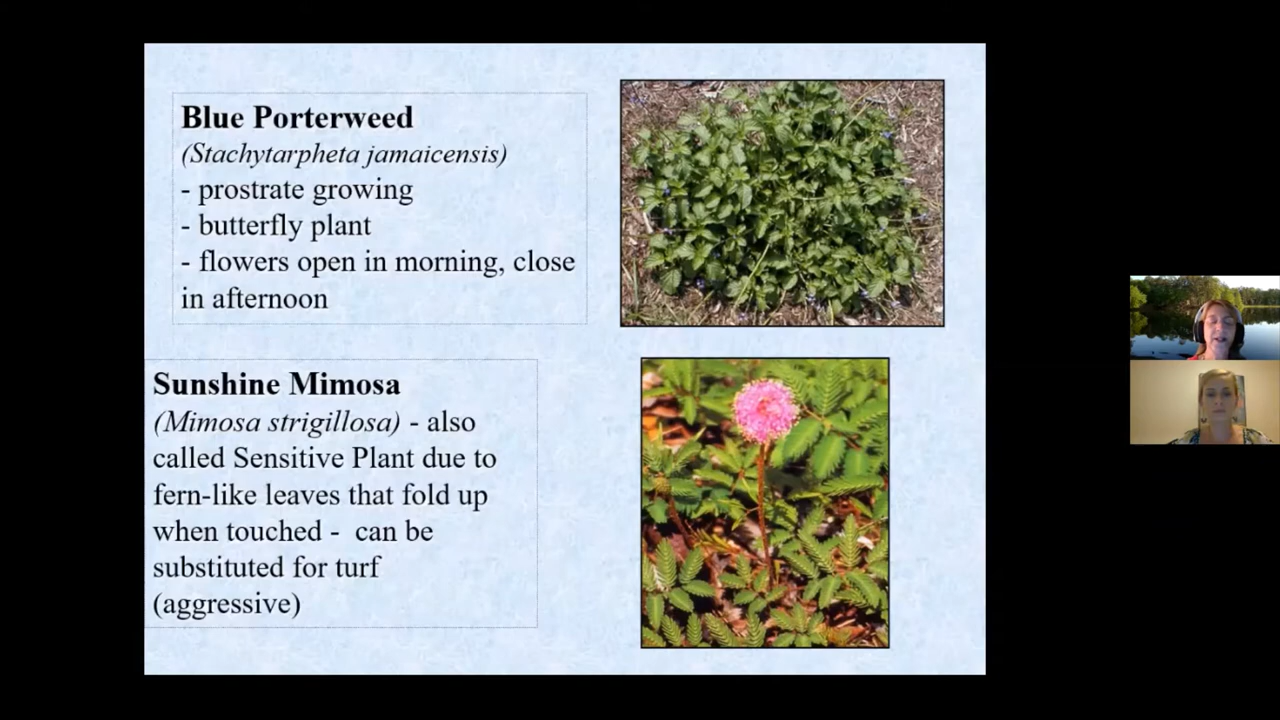 Blue Porterweed
(Stachytarpheta jamaicensis)
- prostrate growing
- butterfly plant
- flowers open in morning, close
in afternoon
Sunshine Mimosa
(Mimosa strigillosa) - also
called Sensitive Plant due to
fern-like leaves that fold up
when touched - can be
substituted for turf
(aggressive)